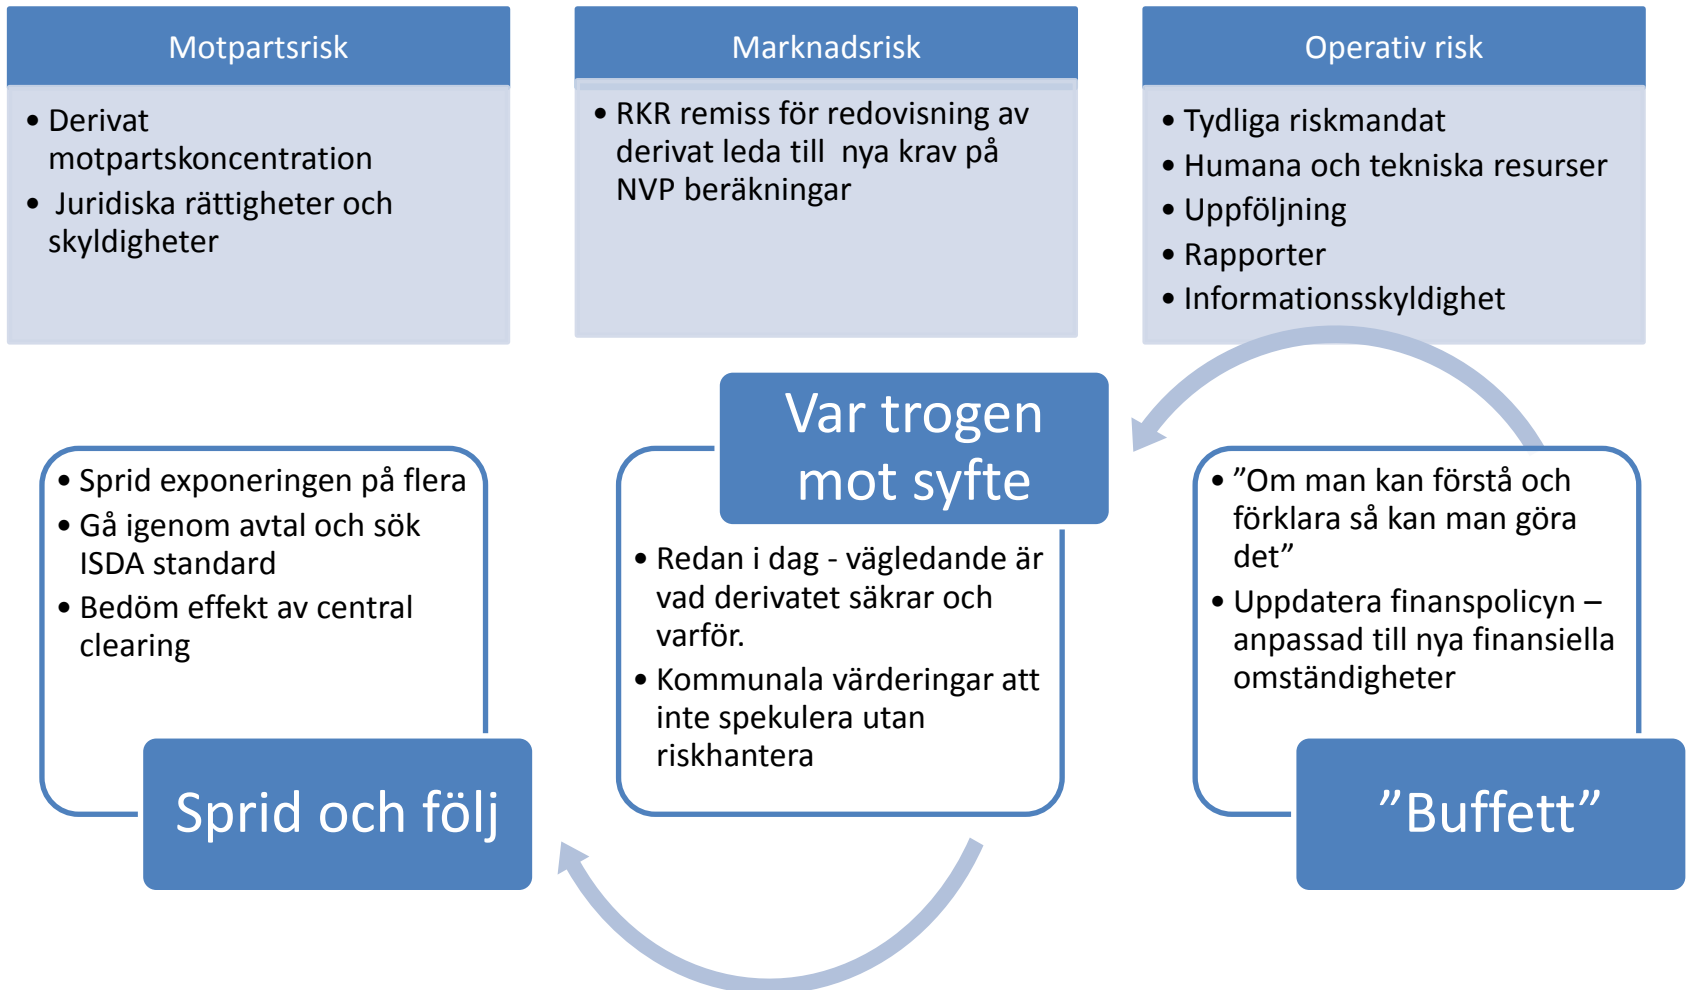 Motpartsrisk
• Derivat
motpartskoncentration
• Juridiska rättigheter och
skyldigheter
Marknadsrisk
• RKR remiss för redovisning av
derivat leda till nya krav på
NVP beräkningar
Operativ risk
• Tydliga riskmandat
• Humana och tekniska resurser
• Uppföljning
• Rapporter
• Informationsskyldighet
• Sprid exponeringen på flera
• Gå igenom avtal och sök
ISDA standard
• Bedöm effekt av central
clearing
Sprid och följ
Var trogen
mot syfte
• Redan i dag - vägledande är
vad derivatet säkrar och
varför.
• Kommunala värderingar att
inte spekulera utan
riskhantera
• ”Om man kan förstå och
förklara så kan man göra
det”
• Uppdatera finanspolicyn –
anpassad till nya finansiella
omständigheter
”Buffett”